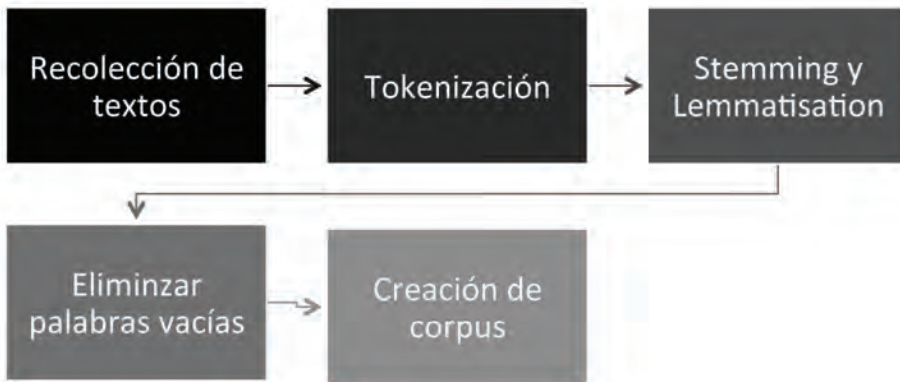 Recolección de
textos
Tokenización
Stemming y
Lemmatisation
Eliminzar
palabras vacías
Creación de
corpus